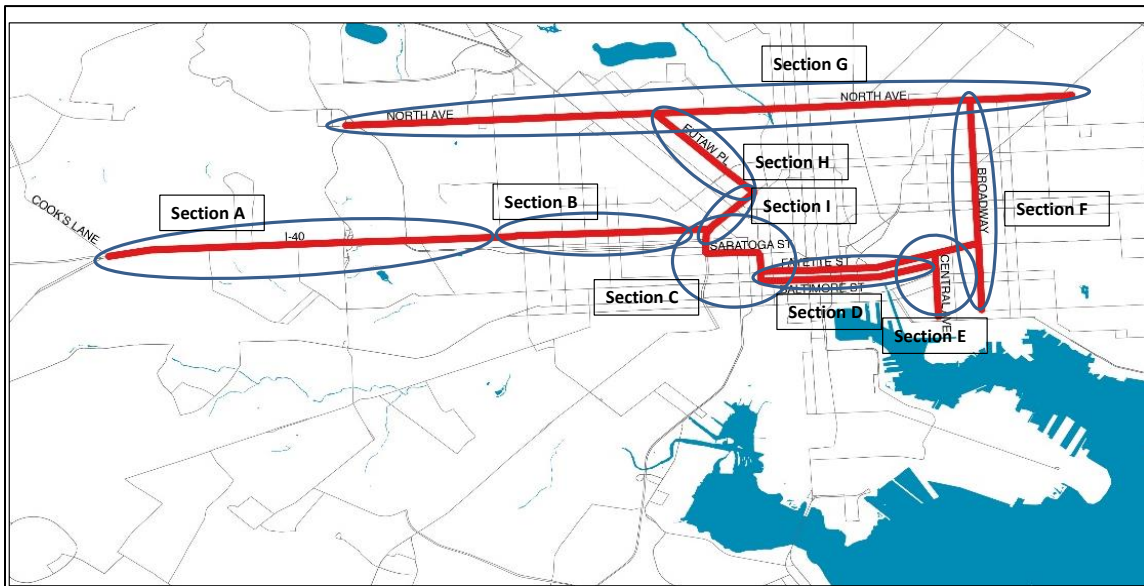 Section G
NORTH AVE
NORTH AVE
EUTAW PL
Section H
BROADWAY
Section B
Section I
Section A
Section F
COOK'S LANE
I-40
SARATOGA ST
FAYETTE ST
CENTRAL AVE
Section C
BALTIMORE ST
Section D
Section E